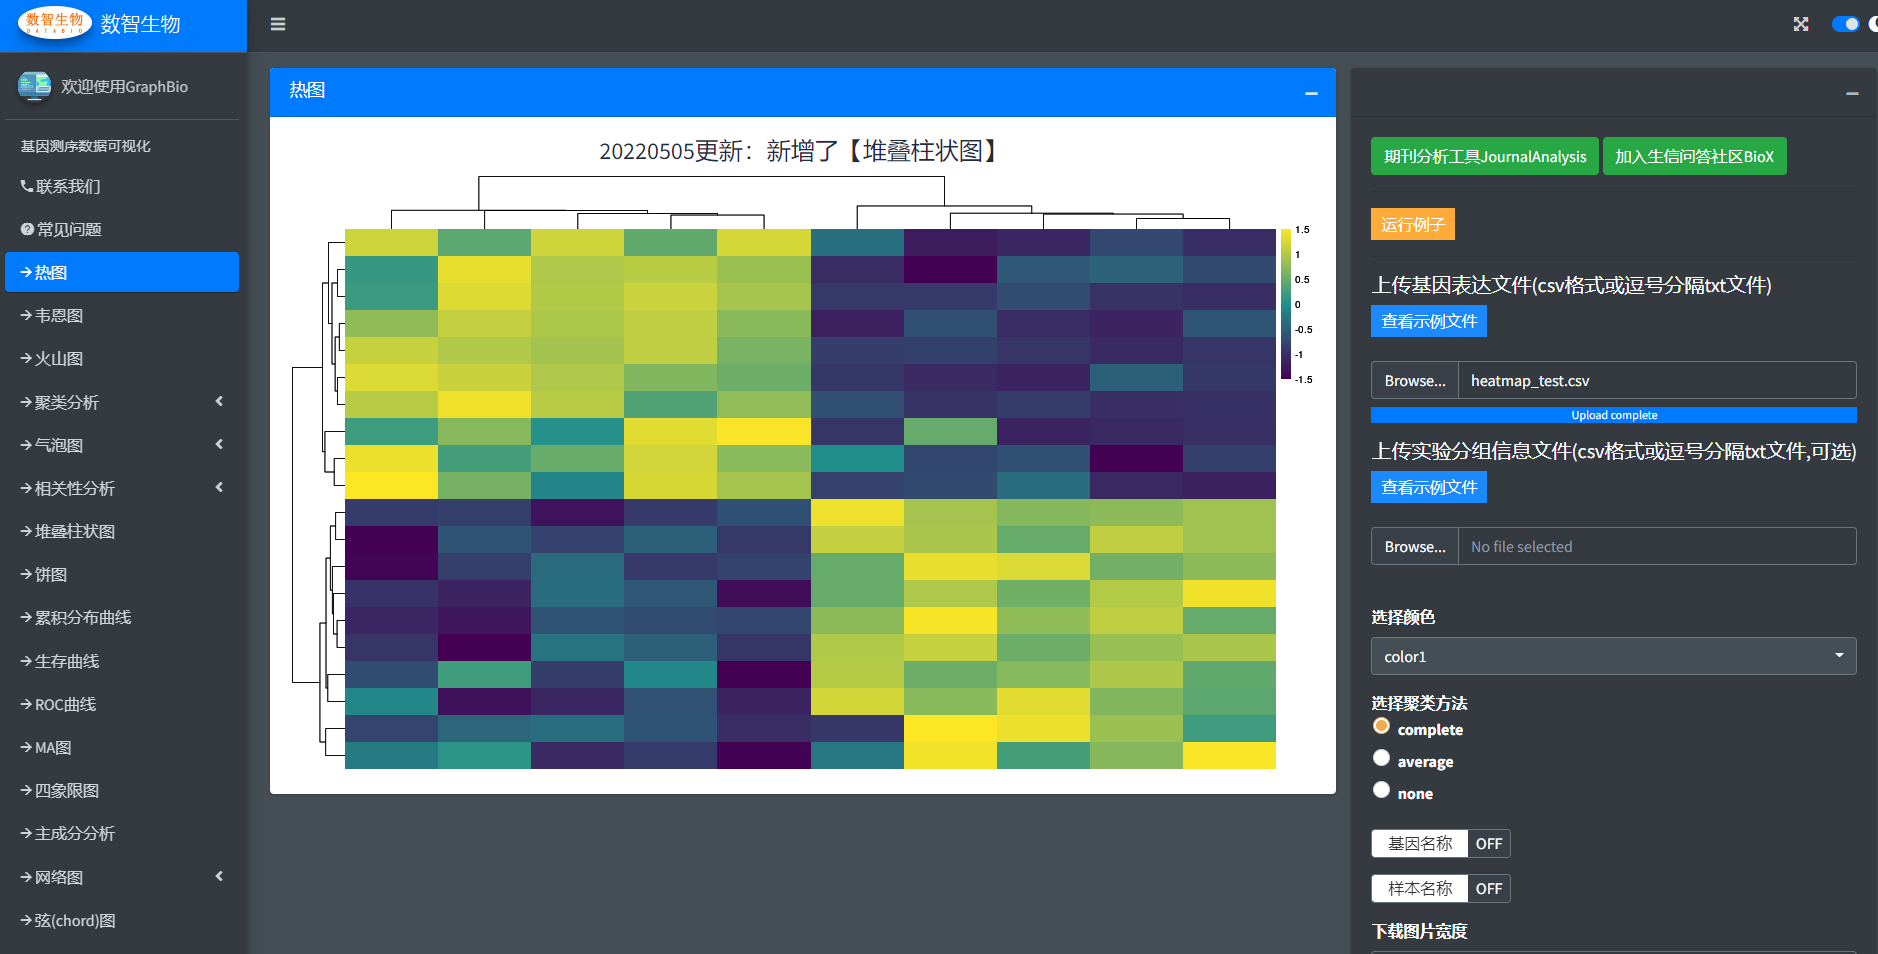 数智生物
DATABIO
数智生物
欢迎使用GraphBio
基因测序数据可视化
联系我们
常见问题
热图
韦恩图
火山图
聚类分析
气泡图
相关性分析
堆叠柱状图
饼图
累积分布曲线
生存曲线
ROC曲线
MA图
四象限图
主成分分析
网络图
弦(chord)图
热图
20220505更新：新增了【堆叠柱状图】
1.5
1
0.5
0
-0.5
-1
-1.5
期刊分析工具JournalAnalysis
加入生信问答社区BioX
运行例子
上传基因表达文件(csv格式或逗号分隔txt文件)
查看示例文件
Browse... heatmap_test.csv
Upload complete
上传实验分组信息文件(csv格式或逗号分隔txt文件,可选)
查看示例文件
Browse... No file selected
选择颜色
color1
选择聚类方法
complete
average
none
基因名称 OFF
样本名称 OFF
下载图片宽度